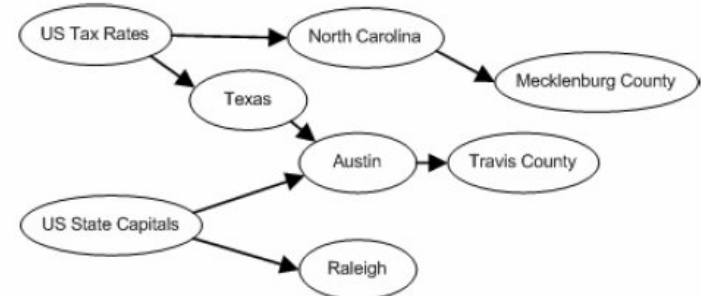 US Tax Rates
North Carolina
Mecklenburg County
Texas
Austin
Travis County
US State Capitals
Raleigh